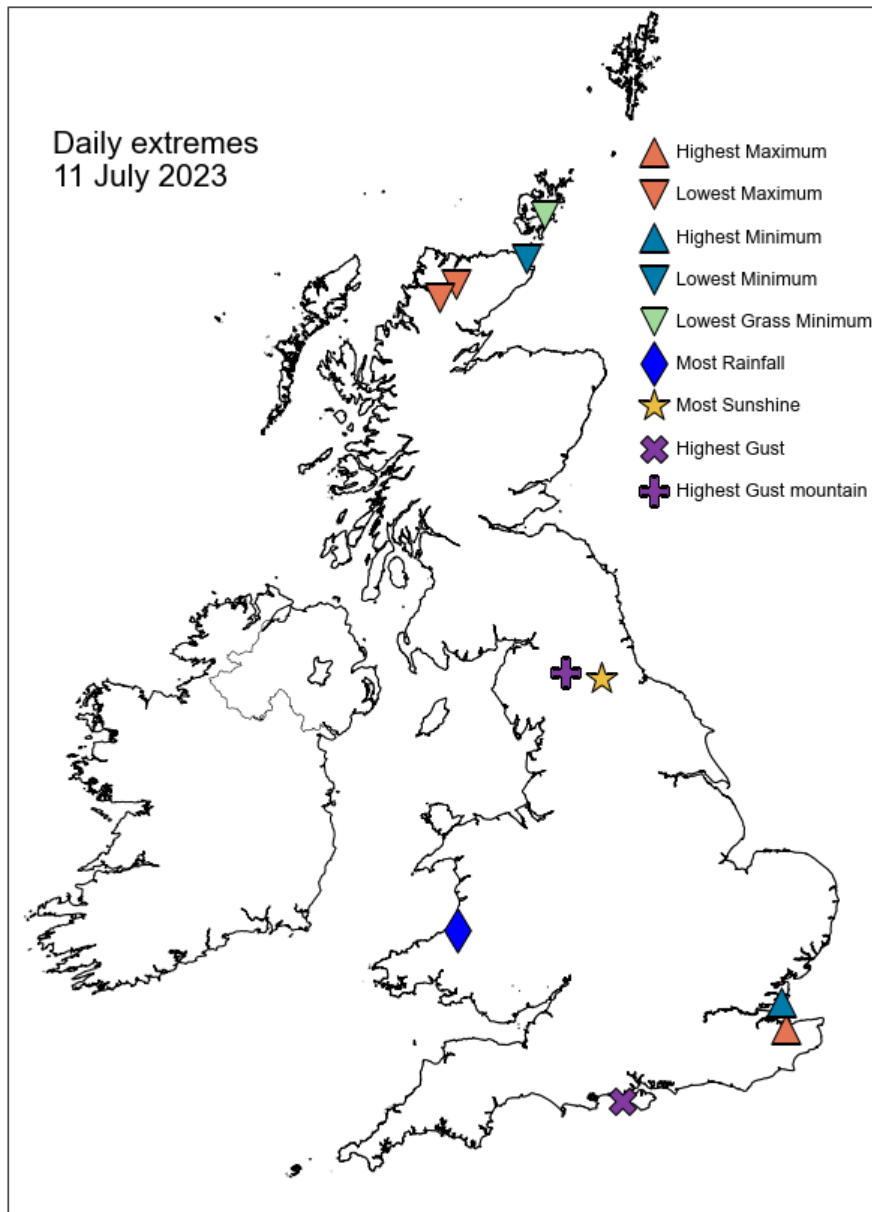 Daily extremes
11 July 2023
Highest Maximum
Lowest Maximum
Highest Minimum
Lowest Minimum
Lowest Grass Minimum
Most Rainfall
Most Sunshine
Highest Gust
Highest Gust mountain